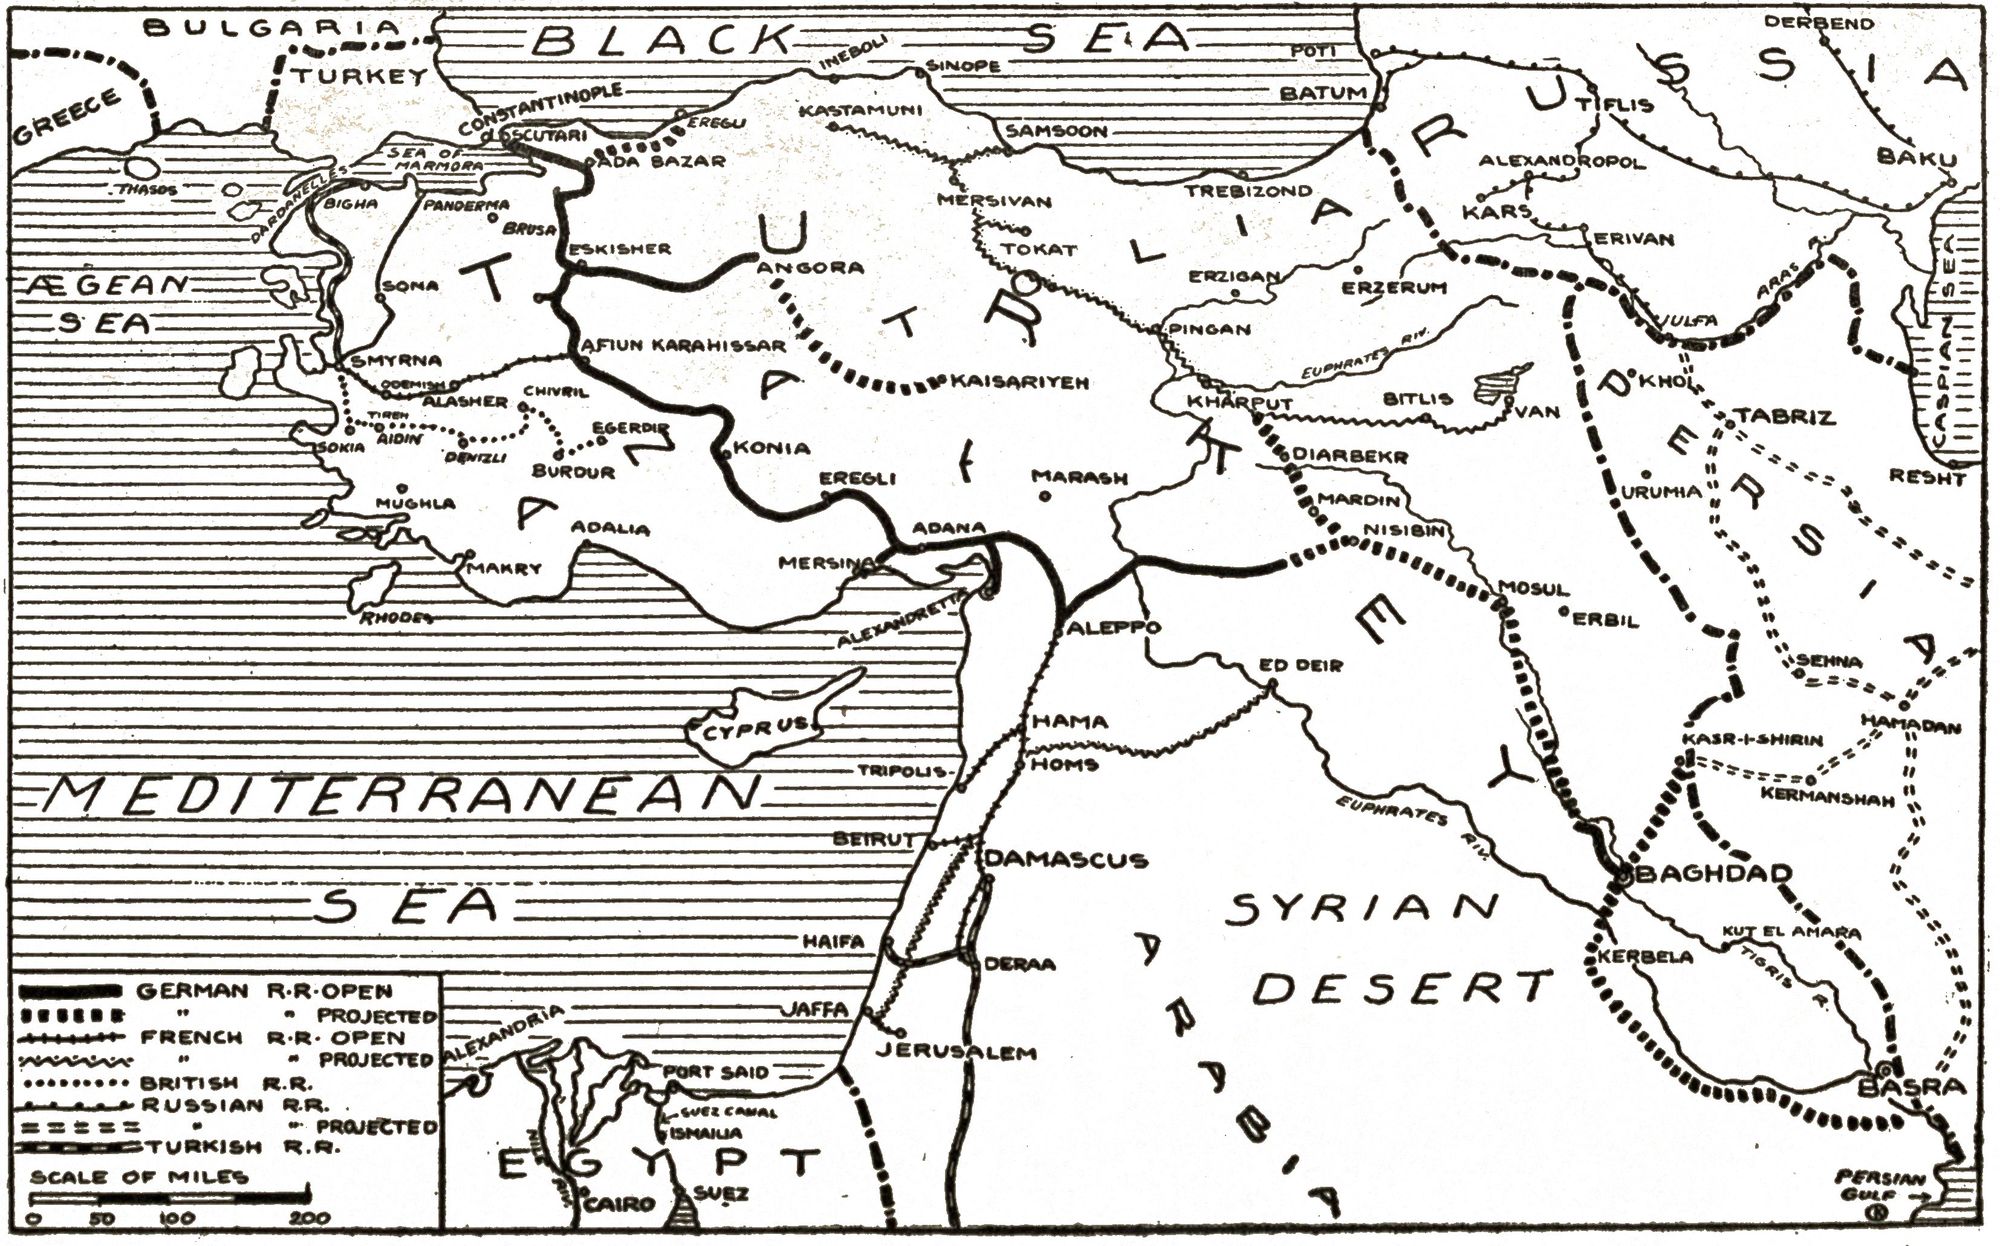 BULGARIA
BLACK SEA
DERBEND
POTI
INEBOLI
SINOPE
TURKEY
RUSSIA
GREECE
CONSTANTINOPLE
BATUM
TIFLIS
KASTAMUNI
EREGLI
SCUTARI
SAMSOON
SEA OF
MARMORA
ADA BAZAR
ALEXANDROPOL
BAKU
THASOS
DARDANELLES
BIGHA
PANDERMA
MERSIVAN
TREBIZOND
KARS
BRUSA
ERIVAN
ESKISHER
TOKAT
ANGORA
ERZIGAN
ERZERUM
ARAS R.
CASPIAN SEA
ÆGEAN
SEA
SONA
PINGAN
JULFA
AFIUN KARAHISSAR
SMYRNA
EUPHRATES RIV.
KAISARIYEH
KHOI
ODEMISH
ALASHER
CHIVRIL
KHARPUT
BITLIS
VAN
TABRIZ
TIREH
AIDIN
SOKIA
DENIZLI
EGERDIR
BURDUR
KONIA
DIARBEKR
RESHT
EREGLI
MARASH
MARDIN
URUMIA
MUGHLA
ADALIA
ADANA
NISIBIN
MAKRY
MERSINA
MOSUL
RHODES
ALEXANDRETTA
ALEPPO
ERBIL
TURKEY
ANATOLIA
PERSIA
ED DEIR
SEHNA
CYPRUS
HAMA
HAMADAN
KASR-I-SHIRIN
TRIPOLIS
HOMS
KERMANSHAH
MEDITERRANEAN
SEA
EUPHRATES RIV.
BEIRUT
DAMASCUS
BAGHDAD
SYRIAN
DESERT
HAIFA
DERAA
KUT EL AMARA
KERBELA
TIGRIS R.
ARABIA
JAFFA
JERUSALEM
BASRA
ALEXANDRIA
PORT SAID
SUEZ CANAL
ISMAILIA
NILE RIV.
EGYPT
CAIRO
SUEZ
PERSIAN
GULF
GERMAN R.R. OPEN
" " PROJECTED
FRENCH R.R. OPEN
" " PROJECTED
BRITISH R.R.
RUSSIAN R.R.
" " PROJECTED
TURKISH R.R.
SCALE OF MILES
0 50 100 200